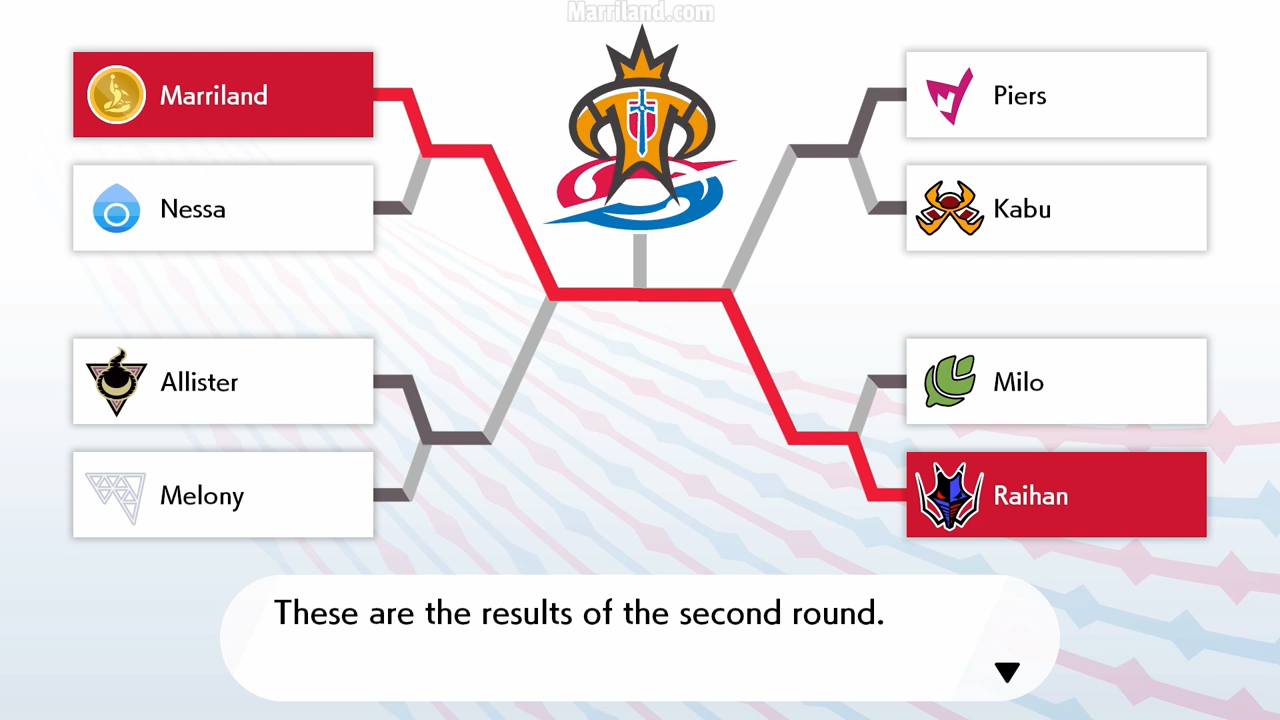 Marriland.com
Marriland
Nessa
Allister
Melony
Piers
Kabu
Milo
Raihan
These are the results of the second round.